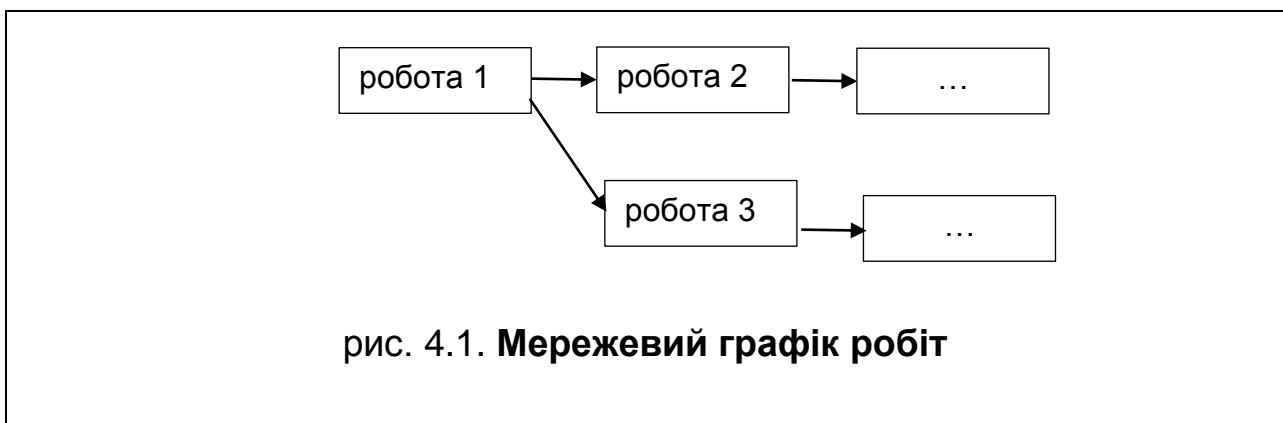 робота 1
робота 2
…
робота 3
…
рис. 4.1. Мережевий графік робіт